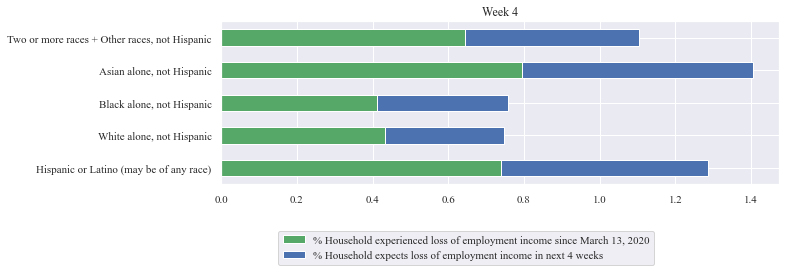 Week 4
Two or more races + Other races, not Hispanic
Asian alone, not Hispanic
Black alone, not Hispanic
White alone, not Hispanic
Hispanic or Latino (may be of any race)
0.0 0.2 0.4 0.6 0.8 1.0 1.2 1.4
% Household experienced loss of employment income since March 13, 2020
% Household expects loss of employment income in next 4 weeks